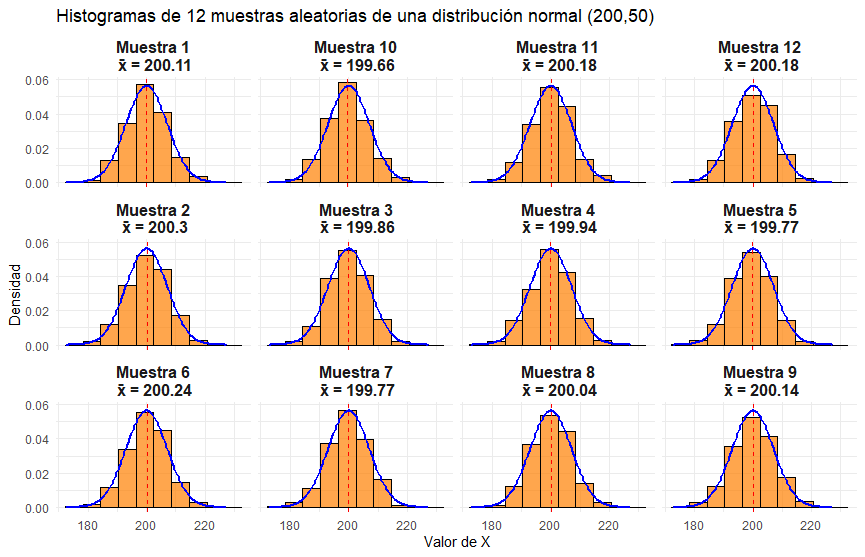 Histogramas de 12 muestras aleatorias de una distribución normal (200,50)
Muestra 1
x̄ = 200.11
Muestra 10
x̄ = 199.66
Muestra 11
x̄ = 200.18
Muestra 12
x̄ = 200.18
0.06
0.04
0.02
0.00
Muestra 2
x̄ = 200.3
Muestra 3
x̄ = 199.86
Muestra 4
x̄ = 199.94
Muestra 5
x̄ = 199.77
0.06
0.04
0.02
0.00
Densidad
Muestra 6
x̄ = 200.24
Muestra 7
x̄ = 199.77
Muestra 8
x̄ = 200.04
Muestra 9
x̄ = 200.14
0.06
0.04
0.02
0.00
180 200 220 180 200 220 180 200 220 180 200 220
Valor de X